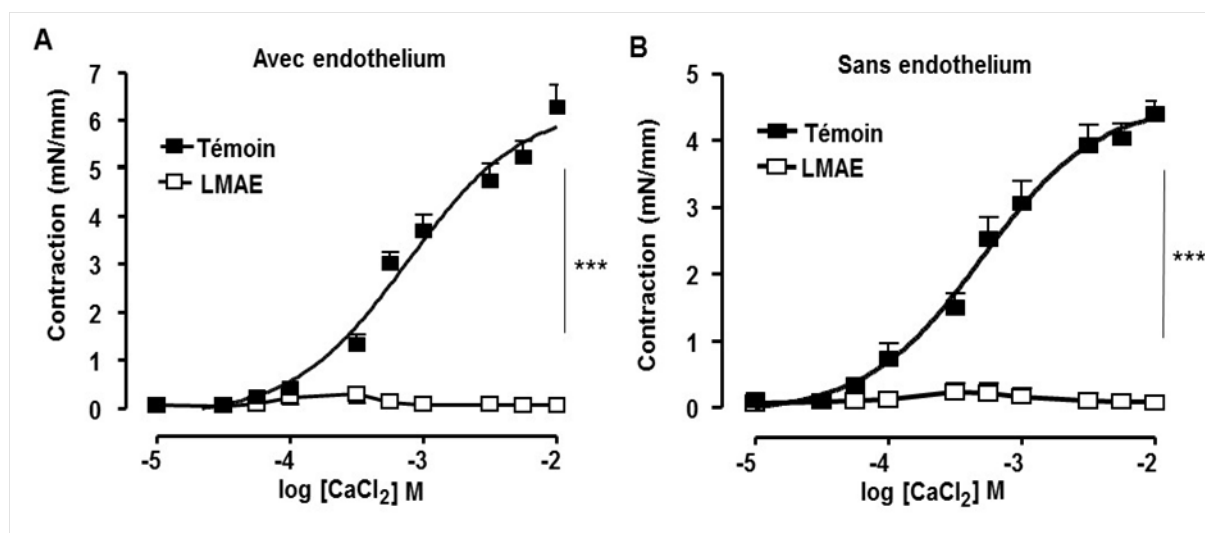 A
Avec endothelium
7
6
5
4
3
2
1
0
Contraction (mN/mm)
Témoin
LMAE
***
-5
-4
-3
-2
log [CaCl2] M
B
Sans endothelium
5
4
3
2
1
0
Contraction (mN/mm)
Témoin
LMAE
***
-5
-4
-3
-2
log [CaCl2] M